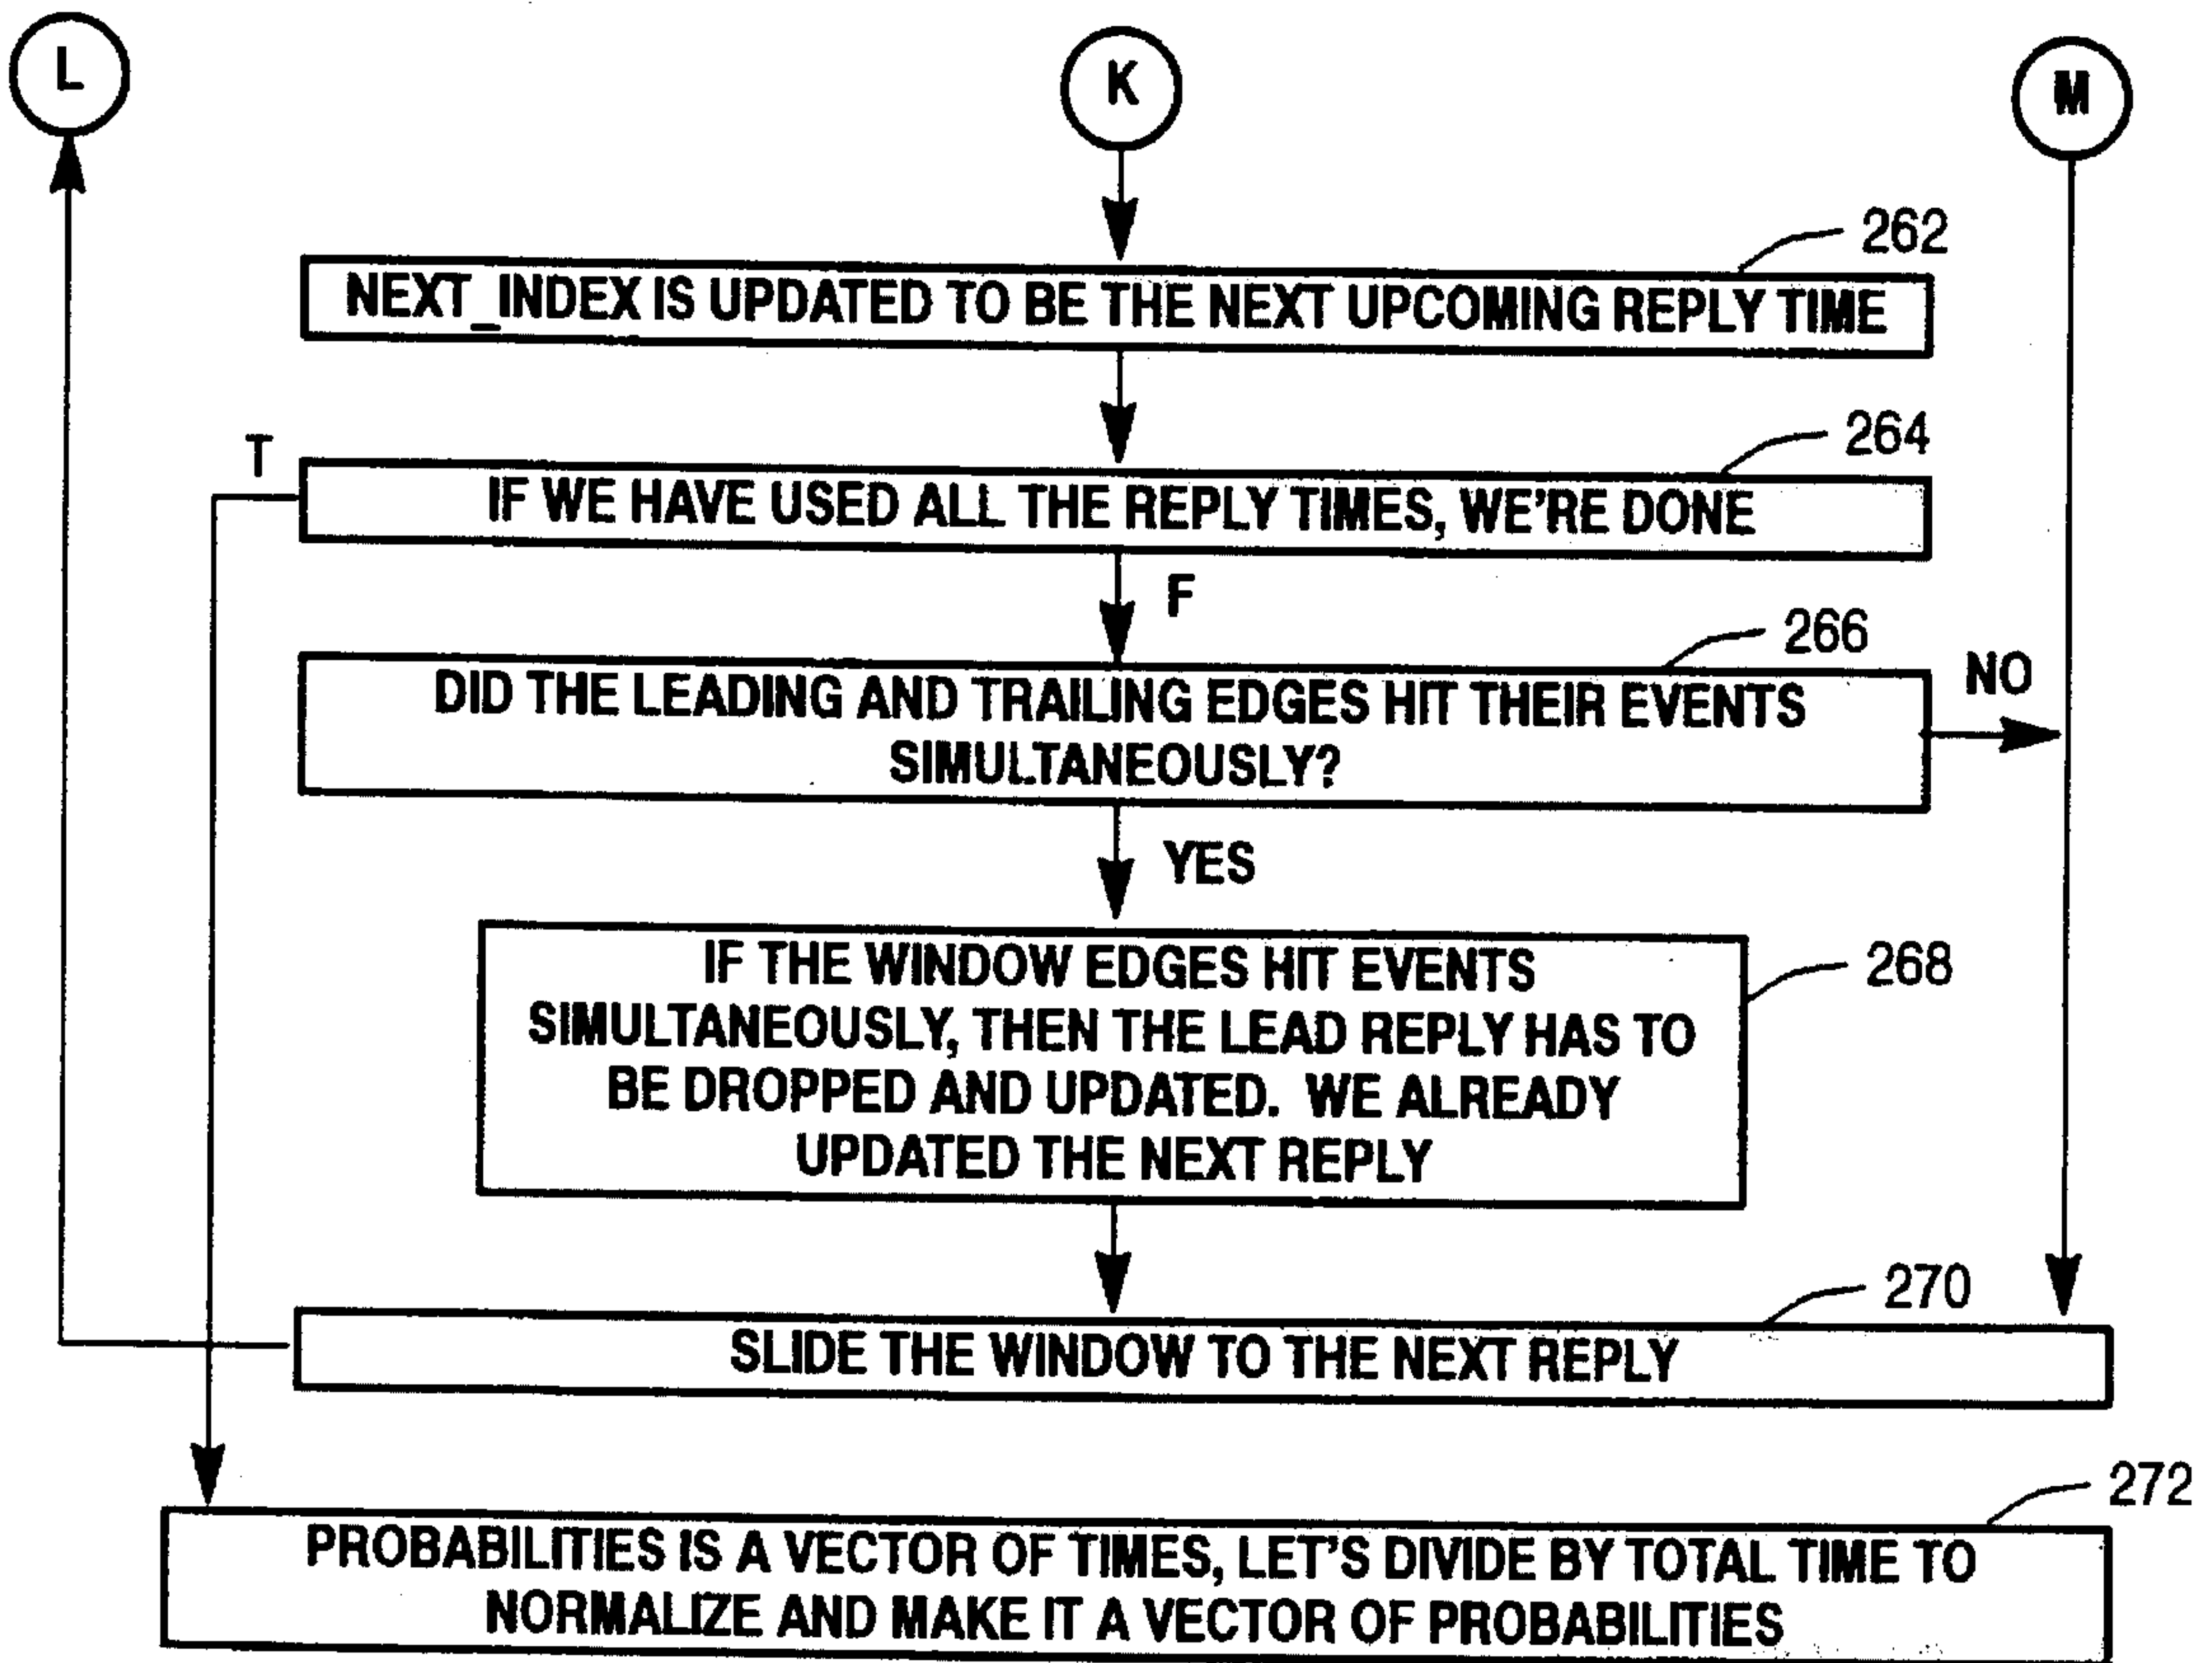 L
K
M
262
NEXT_INDEX IS UPDATED TO BE THE NEXT UPCOMING REPLY TIME
264
T
IF WE HAVE USED ALL THE REPLY TIMES, WE'RE DONE
F
266
NO
DID THE LEADING AND TRAILING EDGES HIT THEIR EVENTS
SIMULTANEOUSLY?
YES
268
IF THE WINDOW EDGES HIT EVENTS
SIMULTANEOUSLY, THEN THE LEAD REPLY HAS TO
BE DROPPED AND UPDATED. WE ALREADY
UPDATED THE NEXT REPLY
270
SLIDE THE WINDOW TO THE NEXT REPLY
272
PROBABILITIES IS A VECTOR OF TIMES, LET'S DIVIDE BY TOTAL TIME TO
NORMALIZE AND MAKE IT A VECTOR OF PROBABILITIES